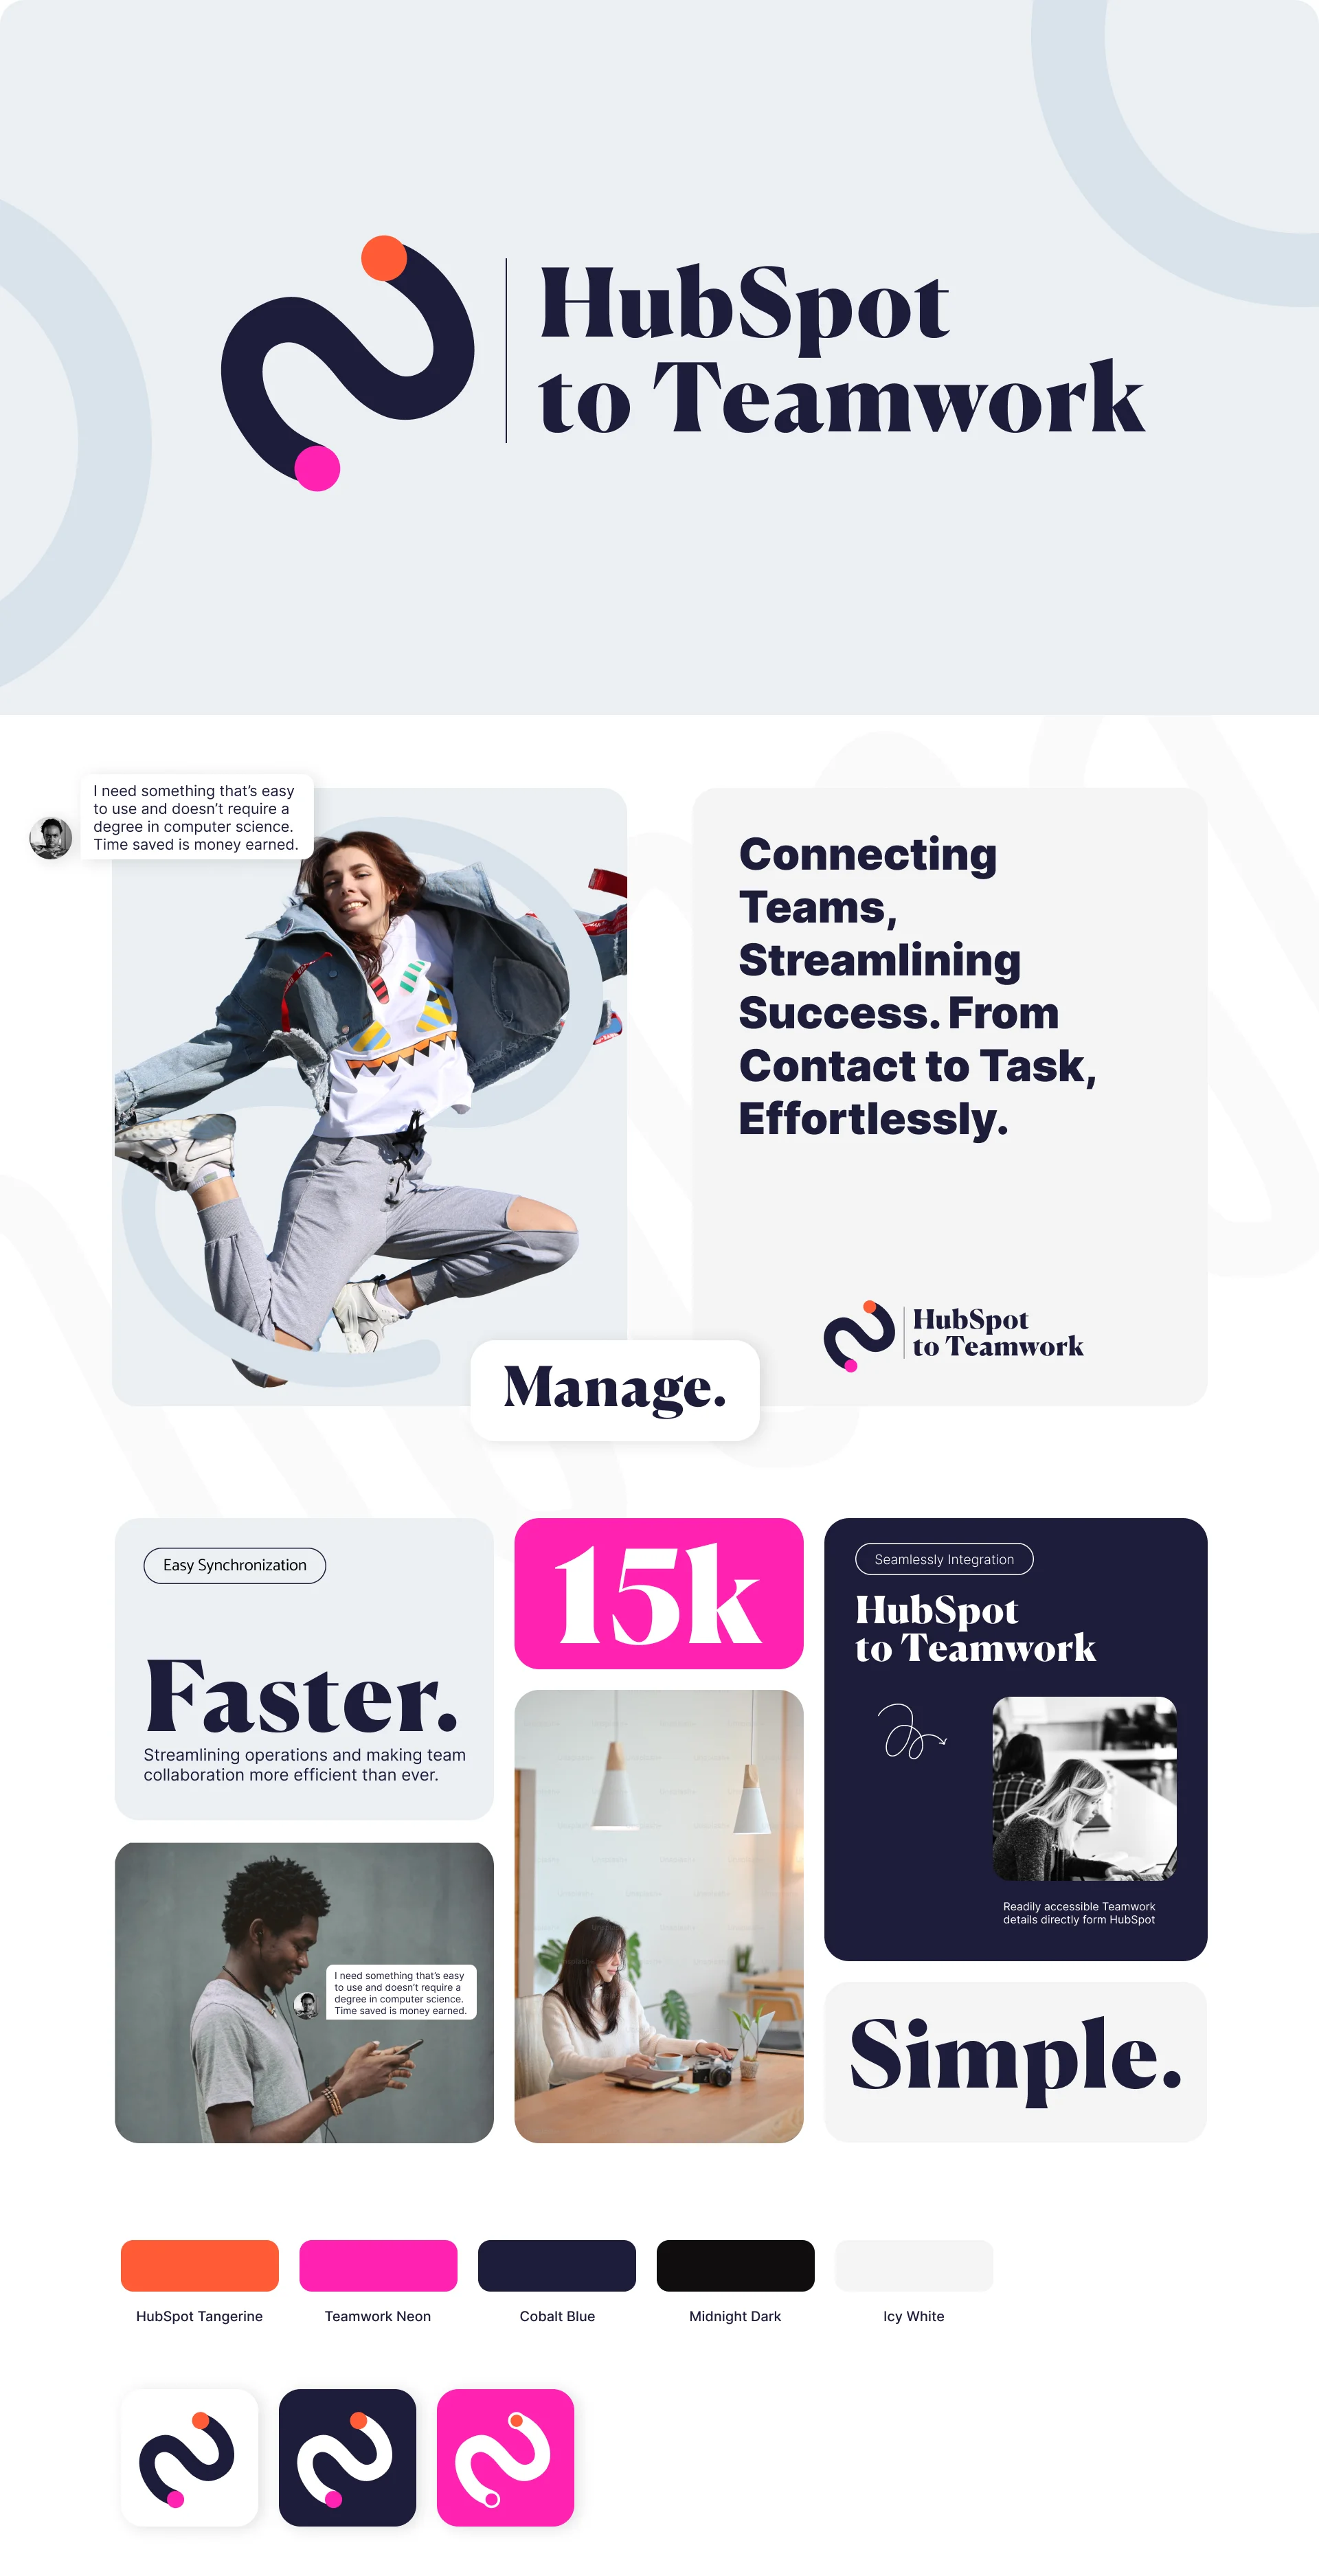 HubSpot
to Teamwork
I need something that’s easy
to use and doesn’t require a
degree in computer science.
Time saved is money earned.
Connecting
Teams,
Streamlining
Success. From
Contact to Task,
Effortlessly.
HubSpot
to Teamwork
Manage.
Easy Synchronization
Faster.
Streamlining operations and making team
collaboration more efficient than ever.
15k
Seamlessly Integration
HubSpot
to Teamwork
Readily accessible Teamwork
details directly form HubSpot
I need something that’s easy
to use and doesn’t require a
degree in computer science.
Time saved is money earned.
Simple.
HubSpot Tangerine
Teamwork Neon
Cobalt Blue
Midnight Dark
Icy White